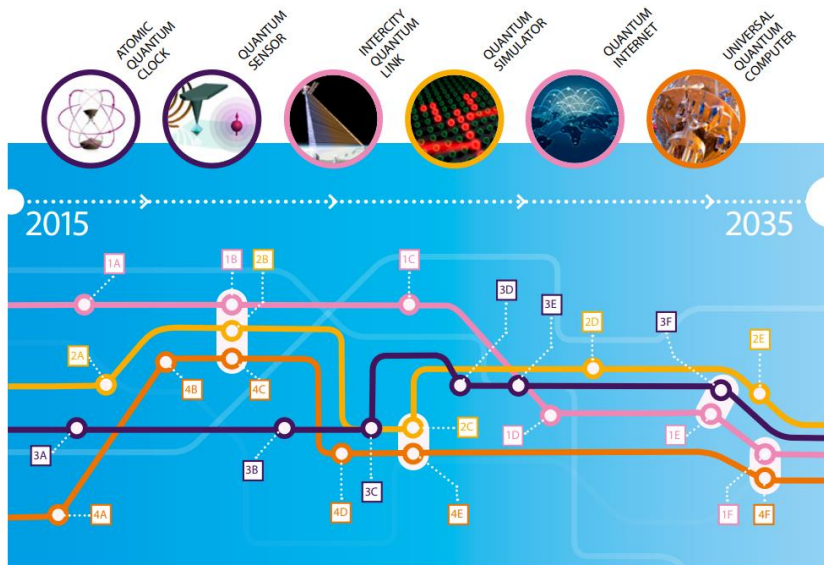 ATOMIC
QUANTUM
CLOCK
QUANTUM
SENSOR
INTERCITY
QUANTUM
LINK
QUANTUM
SIMULATOR
QUANTUM
INTERNET
UNIVERSAL
QUANTUM
COMPUTER
2015
2035
1A
1B
2B
1C
3D
3E
2D
3F
2E
2A
4B
4C
3A
3B
3C
2C
1D
1E
4A
4D
4E
1F
4F